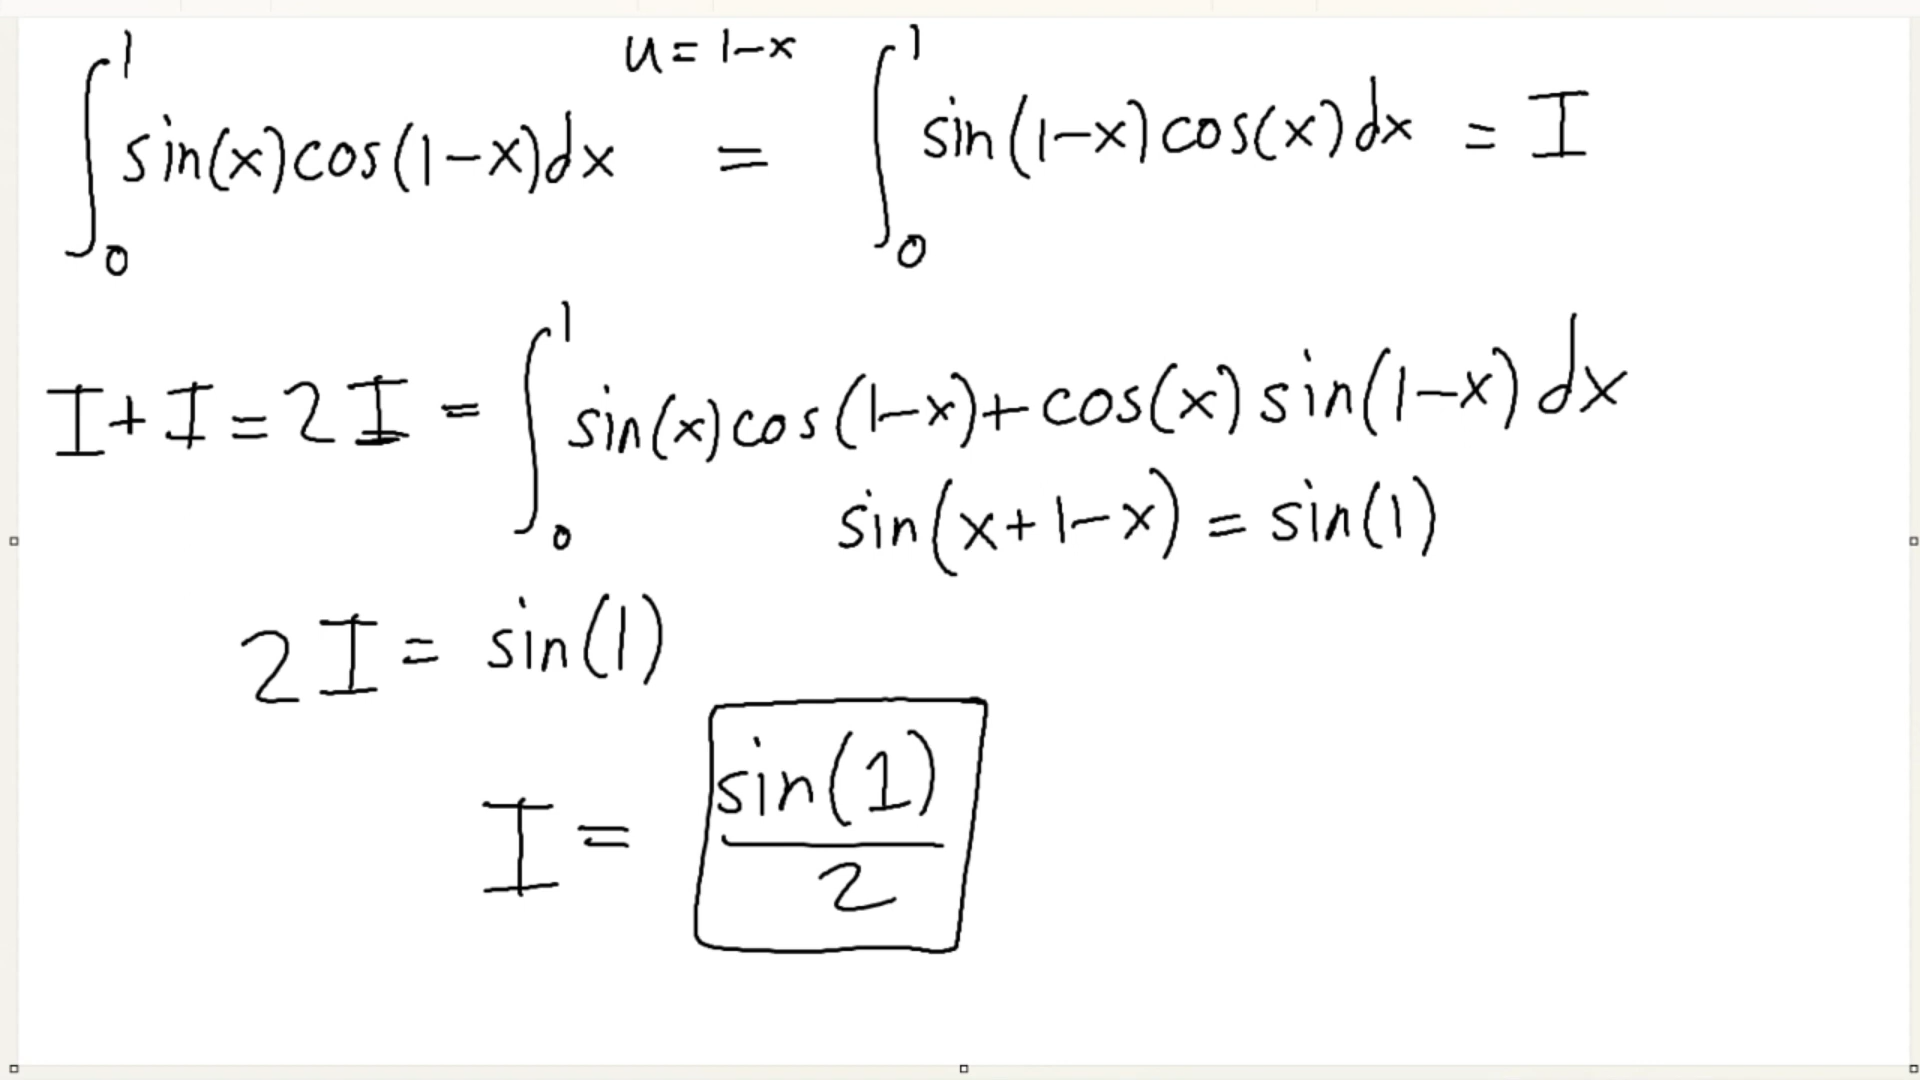 u = 1-x
∫₀¹ sin(x)cos(1-x)dx = ∫₀¹ sin(1-x)cos(x)dx = I
I+I=2I = ∫₀¹ sin(x)cos(1-x)+cos(x)sin(1-x)dx
sin(x+1-x) = sin(1)
2I = sin(1)
I = sin(1)/2